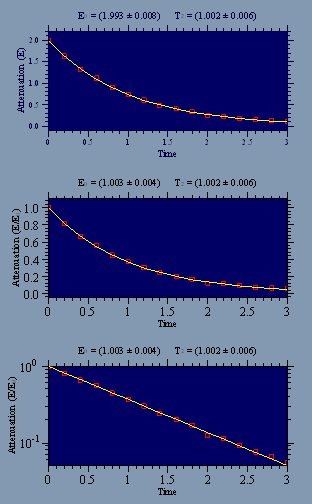 E₀ = (1.993 ± 0.008) T₂ = (1.002 ± 0.006)
Attenuation (E)
2.0
1.5
1.0
0.5
0.0
0 0.5 1 1.5 2 2.5 3
Time
E₀ = (1.003 ± 0.004) T₂ = (1.002 ± 0.006)
Attenuation (E/E₀)
1.0
0.8
0.6
0.4
0.2
0.0
0 0.5 1 1.5 2 2.5 3
Time
E₀ = (1.003 ± 0.004) T₂ = (1.002 ± 0.006)
Attenuation (E/E₀)
10⁰
10⁻¹
0 0.5 1 1.5 2 2.5 3
Time